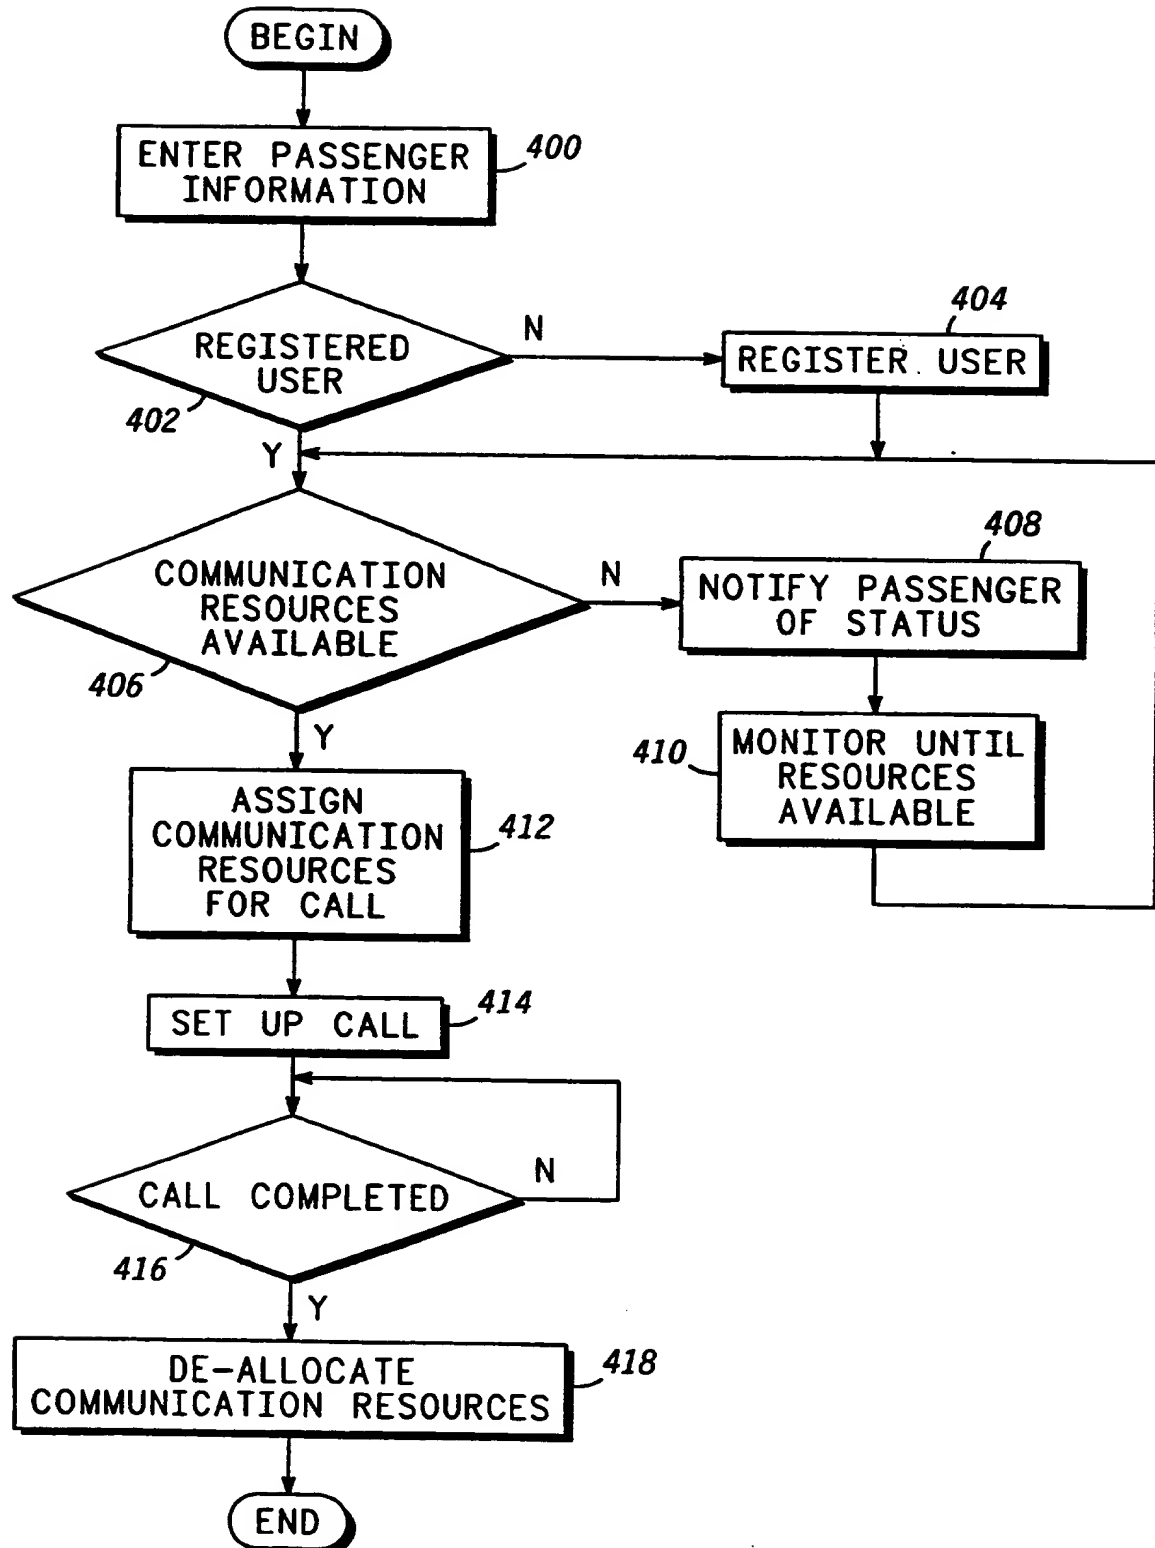 BEGIN
ENTER PASSENGER
INFORMATION
400
REGISTERED
USER
402
N
404
REGISTER USER
Y
COMMUNICATION
RESOURCES
AVAILABLE
406
N
408
NOTIFY PASSENGER
OF STATUS
410
MONITOR UNTIL
RESOURCES
AVAILABLE
Y
ASSIGN
COMMUNICATION
RESOURCES
FOR CALL
412
SET UP CALL
414
CALL COMPLETED
416
N
Y
DE-ALLOCATE
COMMUNICATION RESOURCES
418
END